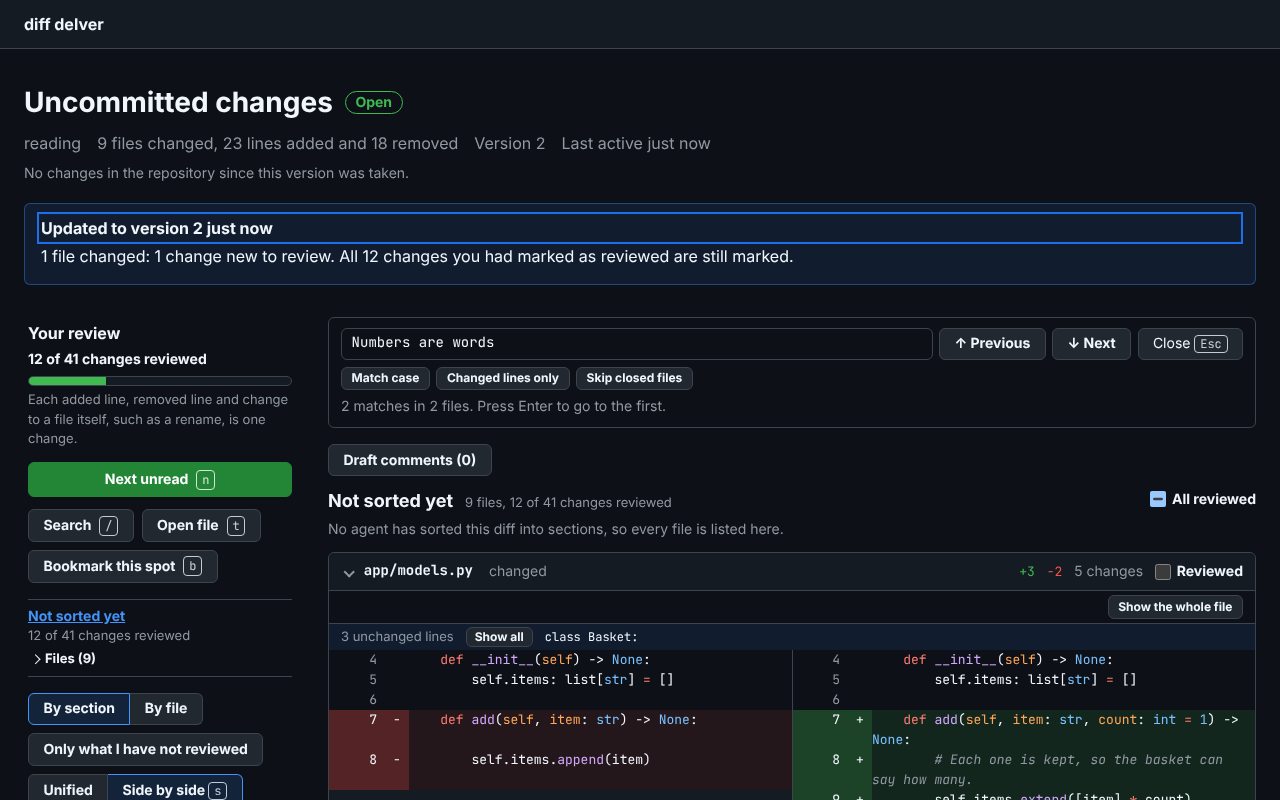 diff delver
Uncommitted changes Open
reading 9 files changed, 23 lines added and 18 removed Version 2 Last active just now
No changes in the repository since this version was taken.
Updated to version 2 just now
1 file changed: 1 change new to review. All 12 changes you had marked as reviewed are still marked.
Your review
12 of 41 changes reviewed
Each added line, removed line and change
to a file itself, such as a rename, is one
change.
Next unread n
Search / Open file t
Bookmark this spot b
Not sorted yet
12 of 41 changes reviewed
Files (9)
By section By file
Only what I have not reviewed
Unified Side by side s
Numbers are words ↑ Previous ↓ Next Close Esc
Match case Changed lines only Skip closed files
2 matches in 2 files. Press Enter to go to the first.
Draft comments (0)
Not sorted yet 9 files, 12 of 41 changes reviewed All reviewed
No agent has sorted this diff into sections, so every file is listed here.
app/models.py changed +3 -2 5 changes Reviewed
Show the whole file
3 unchanged lines Show all class Basket:
4 def __init__(self) -> None:
5 self.items: list[str] = []
6
7 - def add(self, item: str) -> None:
8 - self.items.append(item)
4 def __init__(self) -> None:
5 self.items: list[str] = []
6
7 + def add(self, item: str, count: int = 1) ->
None:
8 + # Each one is kept, so the basket can
say how many.
9 + self.items.extend([item] * count)